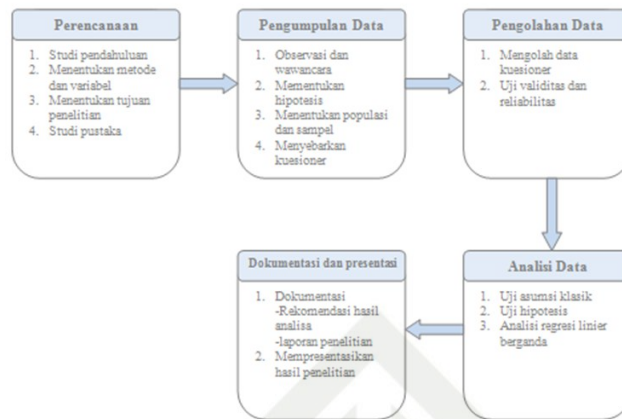 Perencanaan
1. Studi pendahuluan
2. Menentukan metode
dan variabel
3. Menentukan tujuan
penelitian
4. Studi pustaka
Pengumpulan Data
1. Observasi dan
wawancara
2. Mementukan
hipotesis
3. Menentukan populasi
dan sampel
4. Menyebarkan
kuesioner
Pengolahan Data
1. Mengolah data
kuesioner
2. Uji validitas dan
reliabilitas
Dokumentasi dan presentasi
1. Dokumentasi
-Rekomendasi hasil
analisa
-laporan penelitian
2. Mempresentasikan
hasil penelitian
Analisi Data
1. Uji asumsi klasik
2. Uji hipotesis
3. Analisi regresi linier
berganda